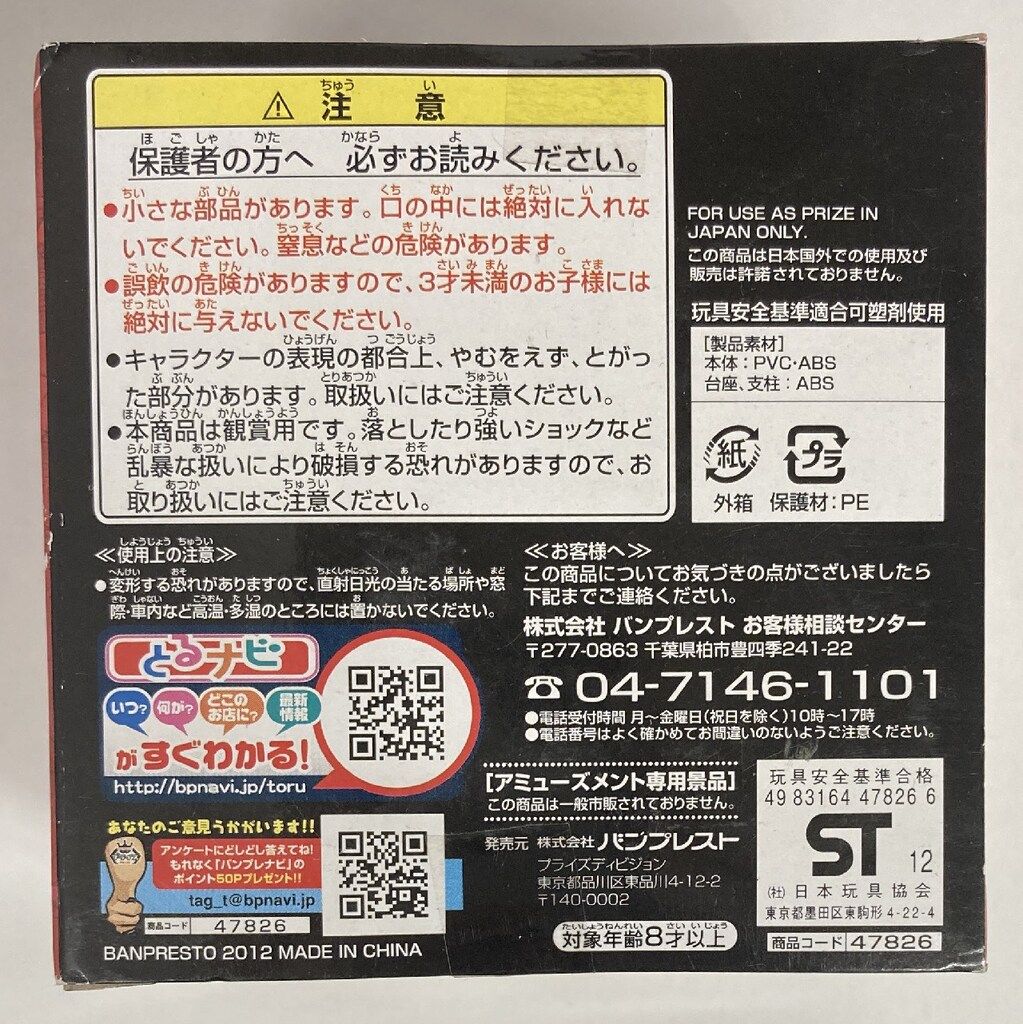 ⚠ 注意
保護者の方へ 必ずお読みください。
●小さな部品があります。口の中には絶対に入れな
いでください。窒息などの危険があります。
●誤飲の危険がありますので、3才未満のお子様には
絶対に与えないでください。
●キャラクターの表現の都合上、やむをえず、とがっ
た部分があります。取扱いにはご注意ください。
●本商品は観賞用です。落としたり強いショックなど
乱暴な扱いにより破損する恐れがありますので、お
取り扱いにはご注意ください。
FOR USE AS PRIZE IN
JAPAN ONLY.
この商品は日本国外での使用及び
販売は許諾されておりません。
玩具安全基準適合可塑剤使用
[製品素材]
本体：PVC・ABS
台座、支柱：ABS
紙 プラ
外箱 保護材：PE
≪使用上の注意≫
●変形する恐れがありますので、直射日光の当たる場所や窓
際・車内など高温・多湿のところには置かないでください。
≪お客様へ≫
この商品についてお気づきの点がございましたら
下記までご連絡ください。
株式会社 バンプレスト お客様相談センター
〒277-0863 千葉県柏市豊四季241-22
☎04-7146-1101
●電話受付時間 月～金曜日(祝日を除く)10時～17時
●電話番号はよく確かめてお間違いのないようご注意ください。
とるナビ
いつ? 何が? どこのお店に? 最新情報
がすぐわかる!
http://bpnavi.jp/toru
あなたのご意見うかがいます!!
アンケートにどしどし答えてね!
もれなく「バンプレナビ」の
ポイント50Pプレゼント!!
tag_t@bpnavi.jp
商品コード 47826
BANPRESTO 2012 MADE IN CHINA
[アミューズメント専用景品]
この商品は一般市販されておりません。
発売元 株式会社 バンプレスト
プライズディビジョン
東京都品川区東品川4-12-2
〒140-0002
対象年齢8才以上
玩具安全基準合格
49 83164 47826 6
ST 12
(社)日本玩具協会
東京都墨田区東駒形4-22-4
商品コード 47826